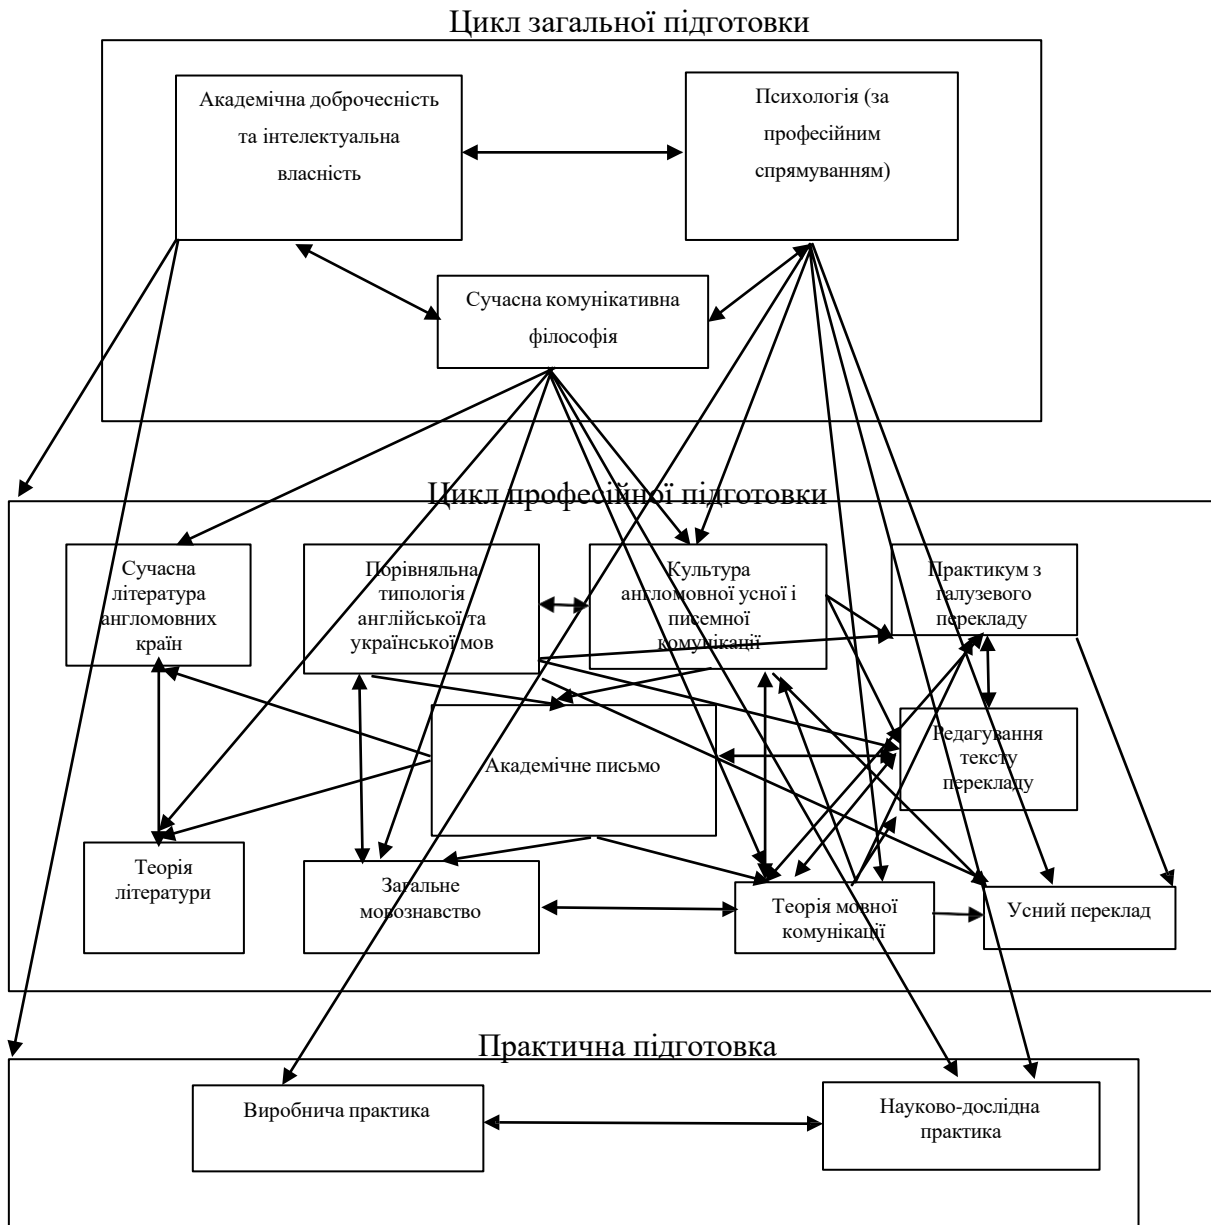 Цикл загальної підготовки
Академічна доброчесність
та інтелектуальна
власність
Психологія (за
професійним
спрямуванням)
Сучасна комунікативна
філософія
Цикл професійної підготовки
Сучасна
література
англомовних
країн
Порівняльна
типологія
англійської та
української мов
Культура
англомовної усної і
писемної
комунікації
Практикум з
галузевого
перекладу
Академічне письмо
Редагування
тексту
перекладу
Теорія
літератури
Загальне
мовознавство
Теорія мовної
комунікації
Усний переклад
Практична підготовка
Виробнича практика
Науково-дослідна
практика